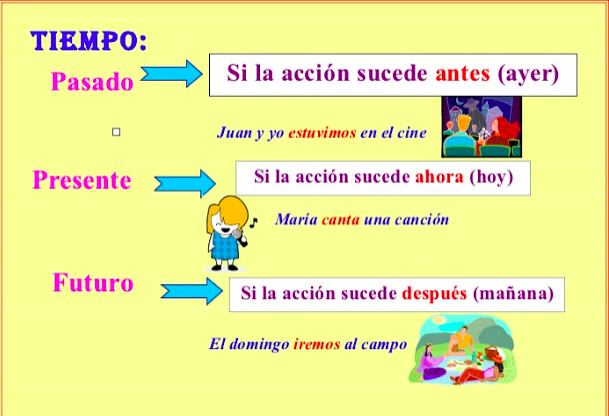 TIEMPO:
Pasado
Si la acción sucede antes (ayer)
Juan y yo estuvimos en el cine
Presente
Si la acción sucede ahora (hoy)
María canta una canción
Futuro
Si la acción sucede después (mañana)
El domingo iremos al campo